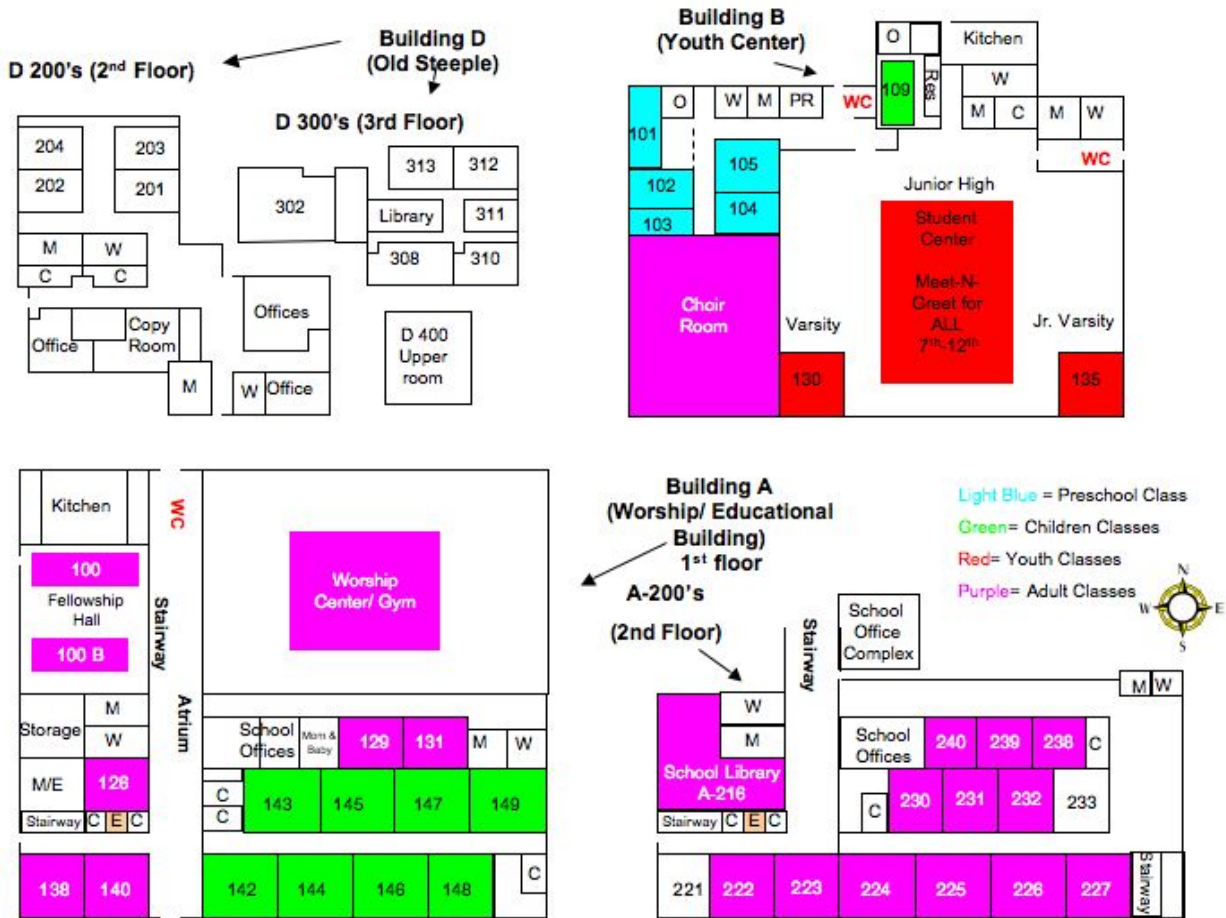 Building D
(Old Steeple)
D 200's (2nd Floor)
D 300's (3rd Floor)
204
203
202
201
M
W
C
C
Office
Copy
Room
M
Offices
W
Office
302
313
312
Library
311
308
310
D 400
Upper
room
Building B
(Youth Center)
O
Kitchen
109
Res
W
M
C
M
W
WC
101
O
W
M
PR
WC
102
105
103
104
Choir
Room
Junior High
Student
Center
Meet-N-
Greet for
ALL
7th-12th
Varsity
130
Jr. Varsity
135
Kitchen
WC
100
Fellowship
Hall
100 B
Stairway
Atrium
Worship
Center/ Gym
Storage
M
W
M/E
126
Stairway
C
E
C
138
140
School
Offices
Mom &
Baby
129
131
M
W
C
C
143
145
147
149
142
144
146
148
C
Building A
(Worship/ Educational
Building)
1st floor
A-200's
(2nd Floor)
Light Blue = Preschool Class
Green= Children Classes
Red= Youth Classes
Purple= Adult Classes
N
W
E
S
Stairway
School
Office
Complex
W
M
School Library
A-216
Stairway
C
E
C
M
W
School
Offices
240
239
238
C
C
230
231
232
233
221
222
223
224
225
226
227
Stairway